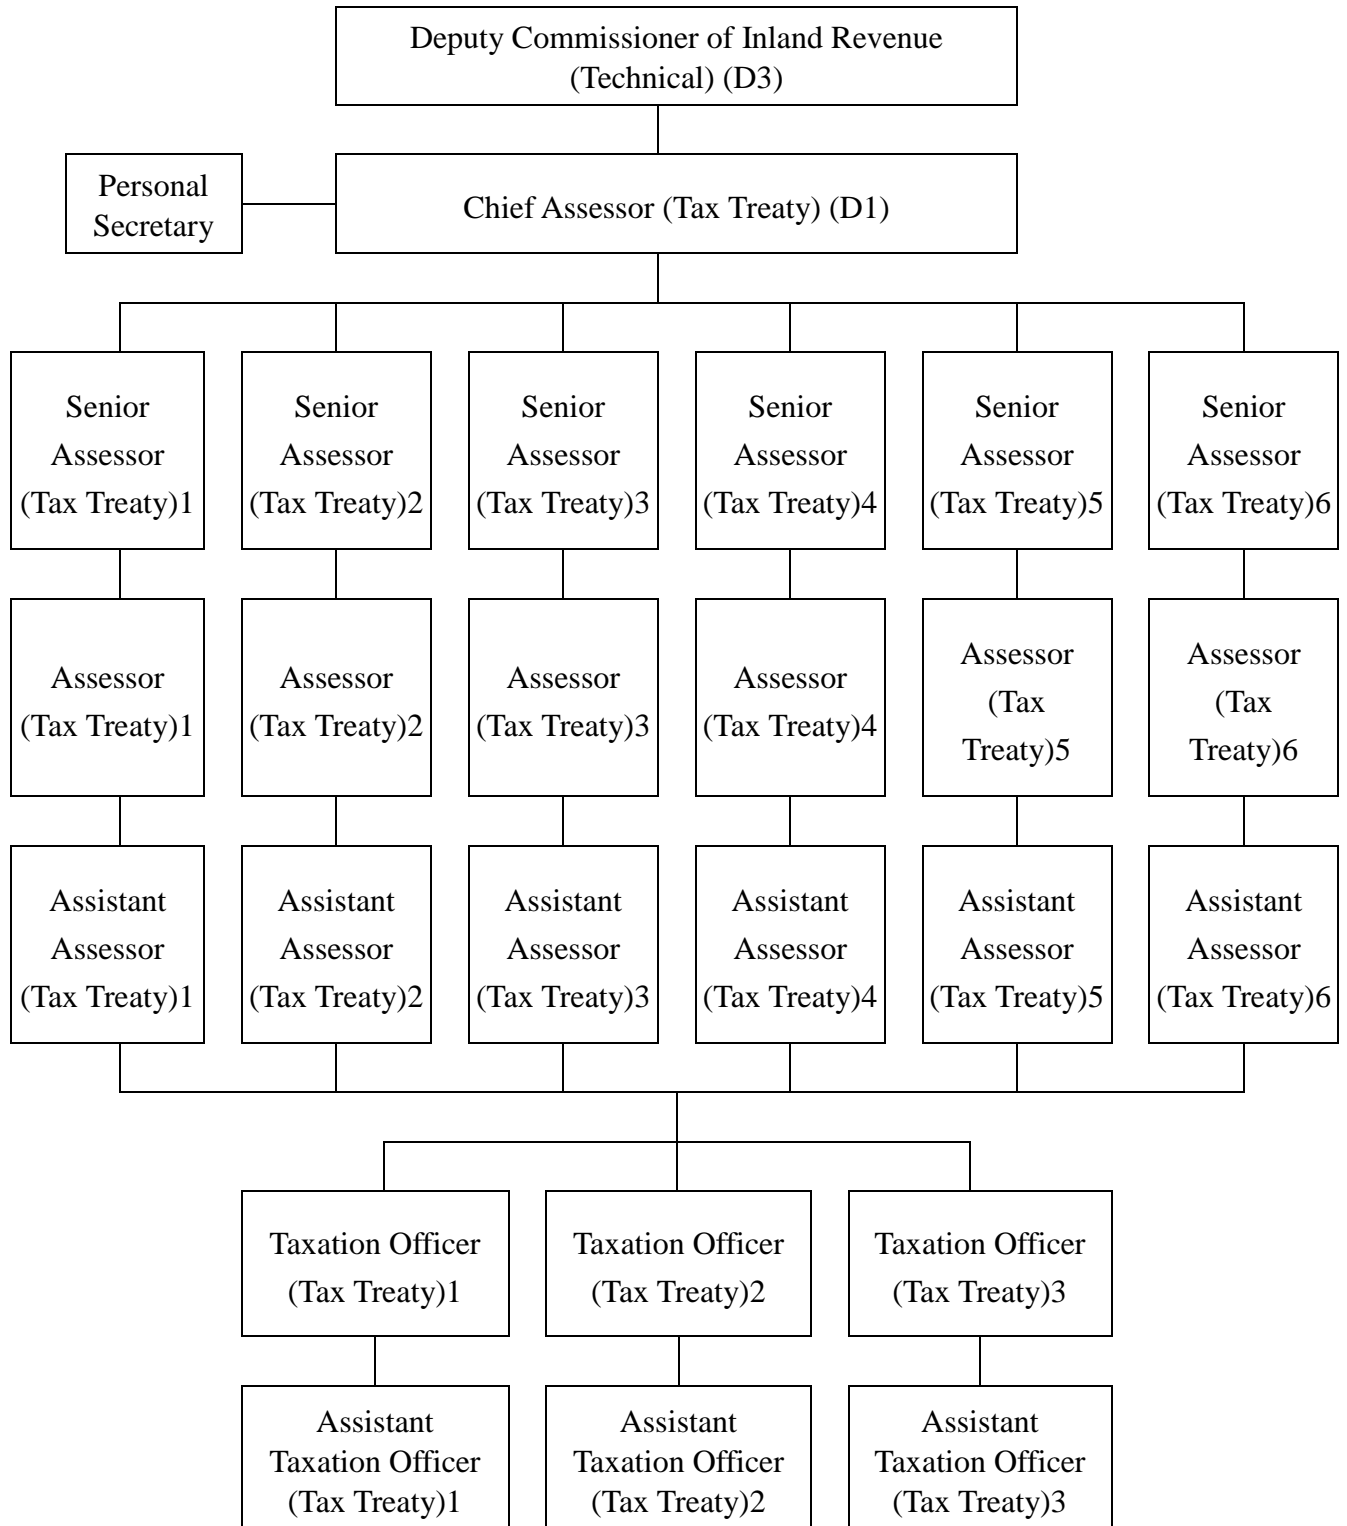 Deputy Commissioner of Inland Revenue
(Technical) (D3)
Personal
Secretary
Chief Assessor (Tax Treaty) (D1)
Senior
Assessor
(Tax Treaty)1
Senior
Assessor
(Tax Treaty)2
Senior
Assessor
(Tax Treaty)3
Senior
Assessor
(Tax Treaty)4
Senior
Assessor
(Tax Treaty)5
Senior
Assessor
(Tax Treaty)6
Assessor
(Tax Treaty)1
Assessor
(Tax Treaty)2
Assessor
(Tax Treaty)3
Assessor
(Tax Treaty)4
Assessor
(Tax
Treaty)5
Assessor
(Tax
Treaty)6
Assistant
Assessor
(Tax Treaty)1
Assistant
Assessor
(Tax Treaty)2
Assistant
Assessor
(Tax Treaty)3
Assistant
Assessor
(Tax Treaty)4
Assistant
Assessor
(Tax Treaty)5
Assistant
Assessor
(Tax Treaty)6
Taxation Officer
(Tax Treaty)1
Taxation Officer
(Tax Treaty)2
Taxation Officer
(Tax Treaty)3
Assistant
Taxation Officer
(Tax Treaty)1
Assistant
Taxation Officer
(Tax Treaty)2
Assistant
Taxation Officer
(Tax Treaty)3